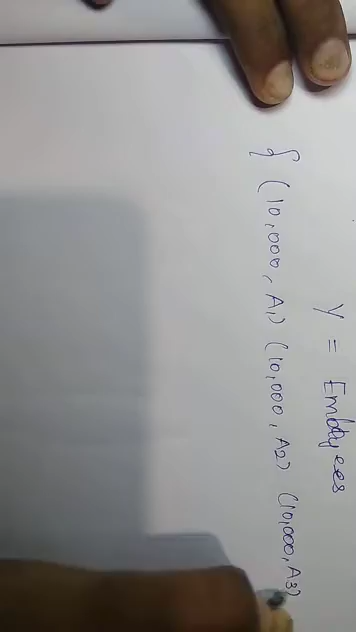 Y = Employees
{ (10,000, A1) (10,000, A2) (10,000, A3)